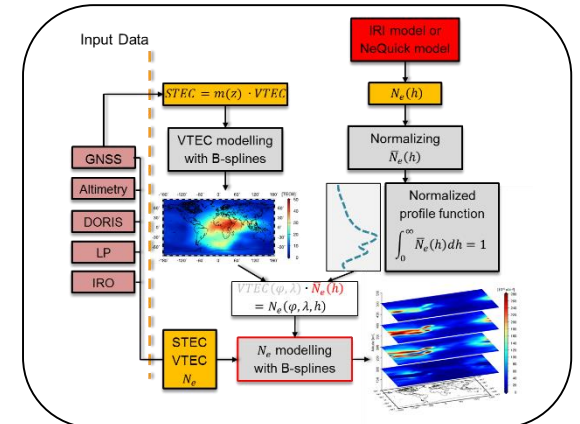 Input Data
IRI model or
NeQuick model
STEC = m(z) · VTEC
N_e(h)
VTEC modelling
with B-splines
Normalizing
N̅_e(h)
GNSS
Altimetry
DORIS
LP
IRO
Normalized
profile function
∫_0^∞ N̅_e(h)dh = 1
VTEC(φ, λ) · N̅_e(h)
= N_e(φ, λ, h)
STEC
VTEC
N_e
N_e modelling
with B-splines